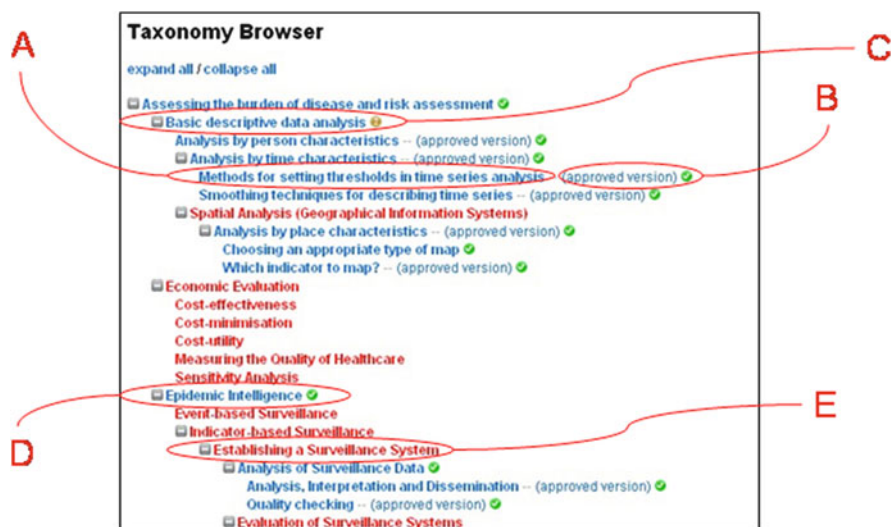 Taxonomy Browser
A
C
expand all / collapse all
B
Assessing the burden of disease and risk assessment
Basic descriptive data analysis
Analysis by person characteristics -- (approved version)
Analysis by time characteristics -- (approved version)
Methods for setting thresholds in time series analysis -- (approved version)
Smoothing techniques for describing time series -- (approved version)
Spatial Analysis (Geographical Information Systems)
Analysis by place characteristics -- (approved version)
Choosing an appropriate type of map
Which indicator to map? -- (approved version)
Economic Evaluation
Cost-effectiveness
Cost-minimisation
Cost-utility
Measuring the Quality of Healthcare
Sensitivity Analysis
Epidemic Intelligence
Event-based Surveillance
E
Indicator-based Surveillance
D
Establishing a Surveillance System
Analysis of Surveillance Data
Analysis, Interpretation and Dissemination -- (approved version)
Quality checking -- (approved version)
Evaluation of Surveillance Systems